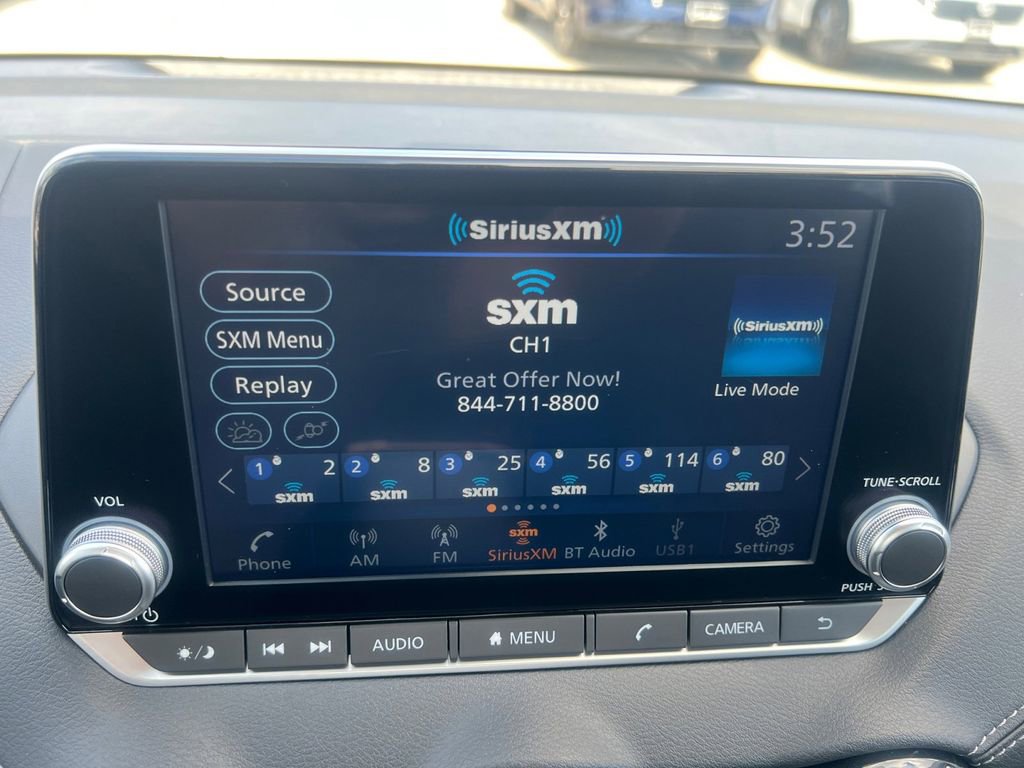 SiriusXM
3:52
Source
SXM Menu
Replay
sxm
CH1
Great Offer Now!
844-711-8800
SiriusXM
Live Mode
1 2 sxm
2 8 sxm
3 25 sxm
4 56 sxm
5 114 sxm
6 80 sxm
Phone
AM
FM
sxm
SiriusXM
BT Audio
USB1
Settings
VOL
TUNE·SCROLL
PUSH
AUDIO
MENU
CAMERA